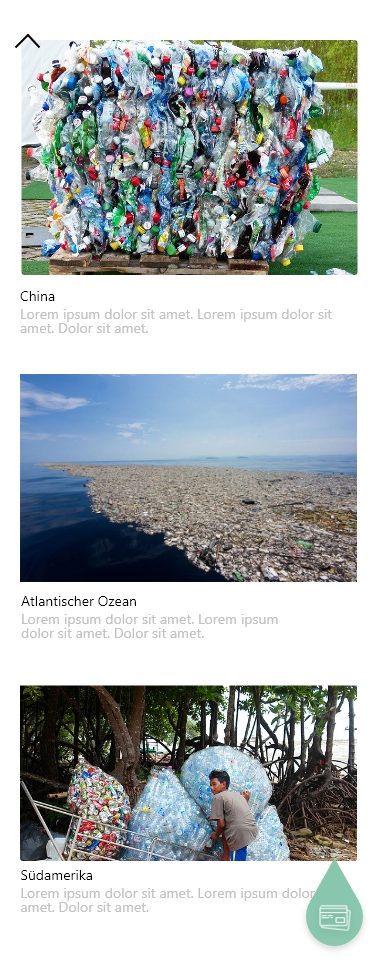 China
Lorem ipsum dolor sit amet. Lorem ipsum dolor sit
amet. Dolor sit amet.
Atlantischer Ozean
Lorem ipsum dolor sit amet. Lorem ipsum
dolor sit amet. Dolor sit amet.
Südamerika
Lorem ipsum dolor sit amet. Lorem ipsum dolor
amet. Dolor sit amet.